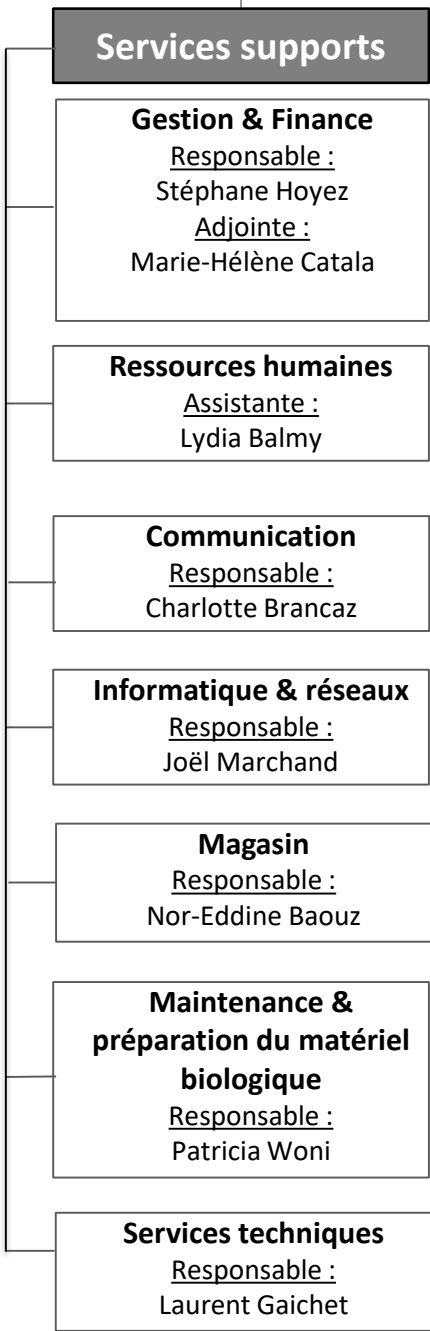 Services supports
Gestion & Finance
Responsable :
Stéphane Hoyez
Adjointe :
Marie-Hélène Catala
Ressources humaines
Assistante :
Lydia Balmy
Communication
Responsable :
Charlotte Brancaz
Informatique & réseaux
Responsable :
Joël Marchand
Magasin
Responsable :
Nor-Eddine Baouz
Maintenance &
préparation du matériel
biologique
Responsable :
Patricia Woni
Services techniques
Responsable :
Laurent Gaichet